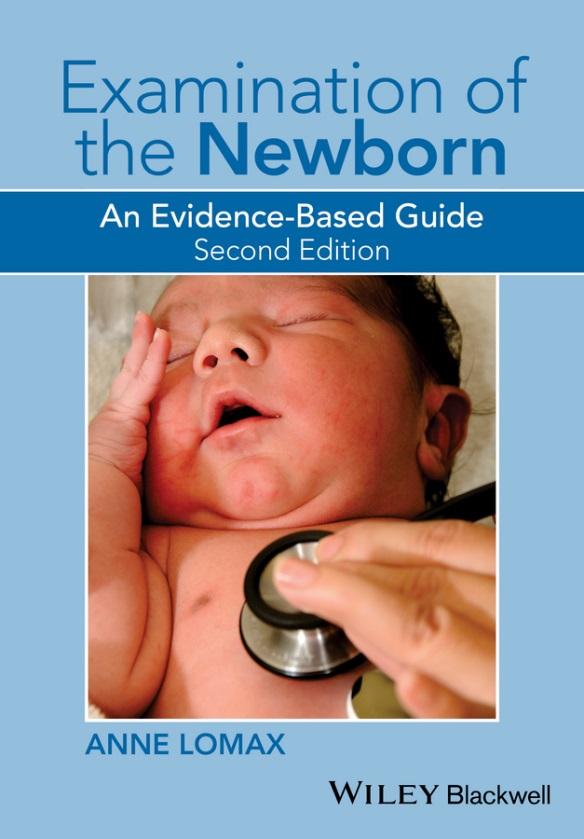 Examination of
the Newborn
An Evidence-Based Guide
Second Edition
ANNE LOMAX
WILEY Blackwell